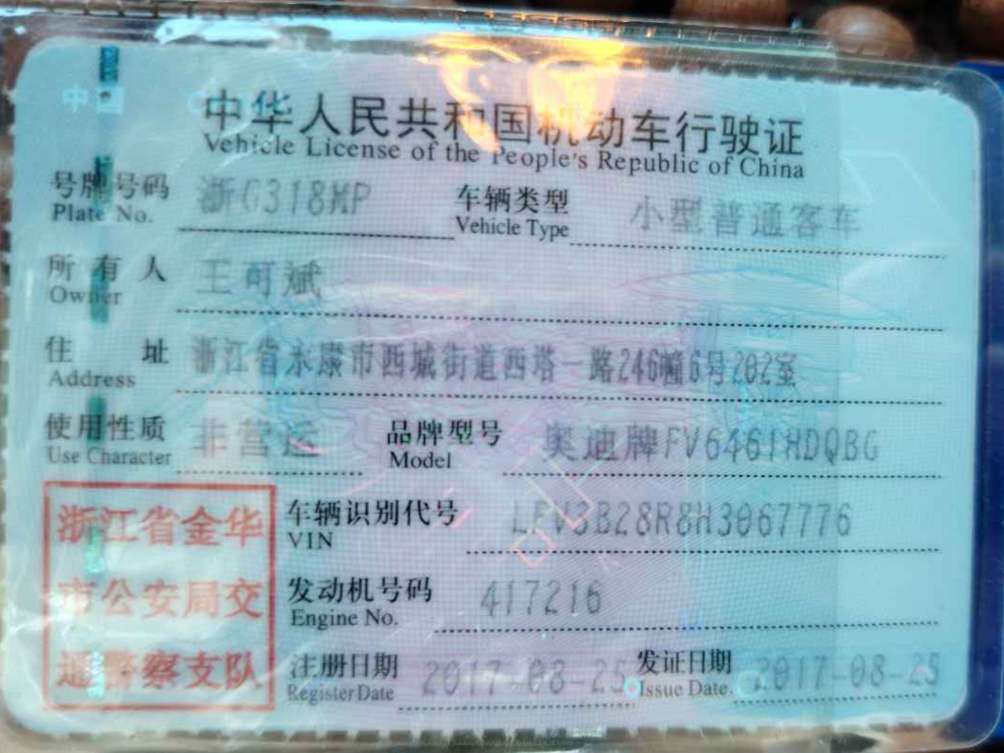 中国
中华人民共和国机动车行驶证
Vehicle License of the People's Republic of China
号牌号码 浙G318MP 车辆类型 小型普通客车
Plate No. Vehicle Type
所有人 王可斌
Owner
住址 浙江省永康市西城街道西塔一路246幢6号202室
Address
使用性质 非营运 品牌型号 奥迪牌FV6461HDQBG
Use Character Model
浙江省金华
市公安局交
通警察支队
车辆识别代号 LFV3B28R8H3067776
VIN
发动机号码 417216
Engine No.
注册日期 2017-08-25 发证日期 2017-08-25
Register Date Issue Date